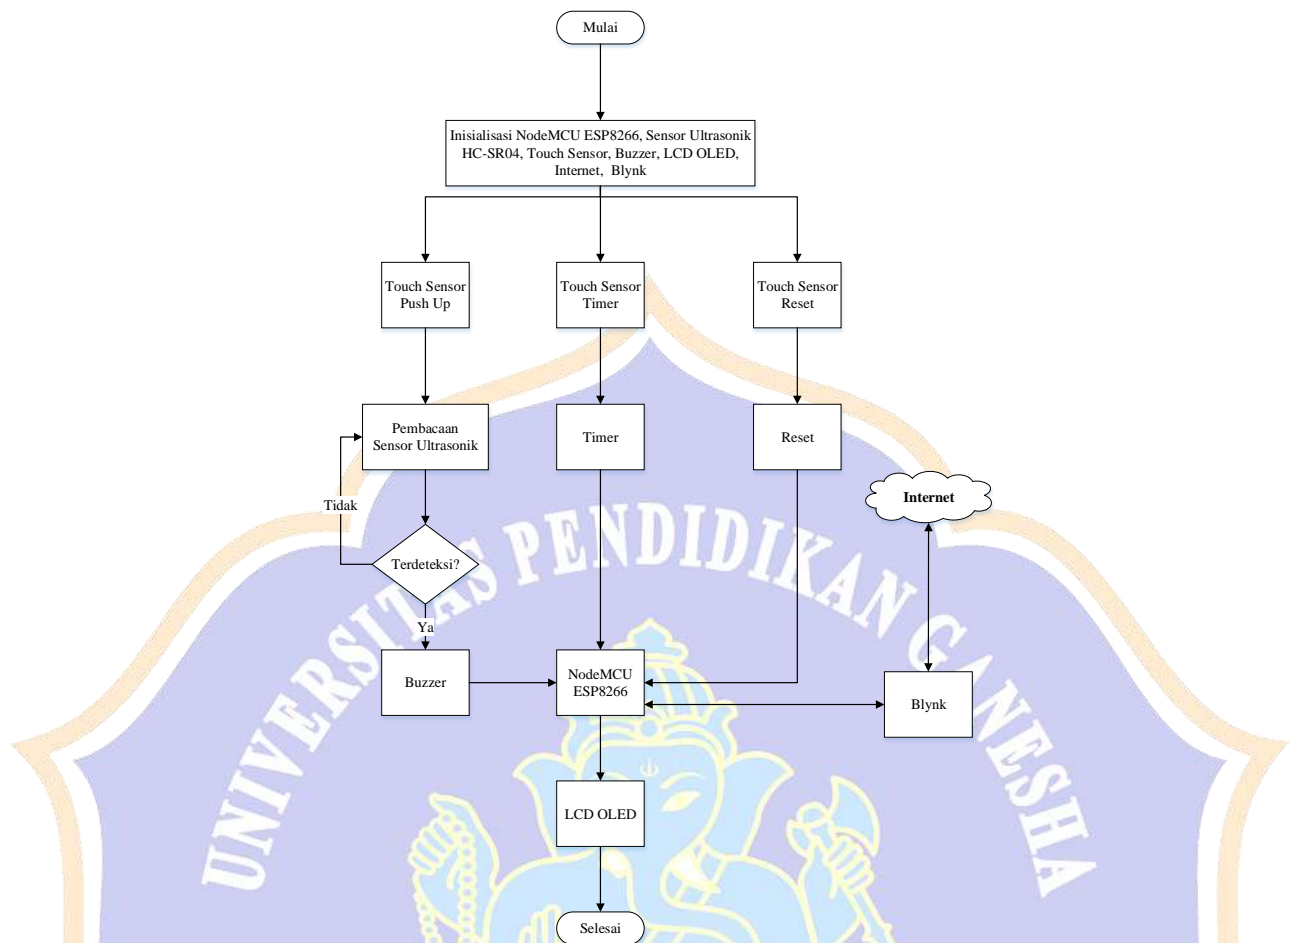 Mulai
Inisialisasi NodeMCU ESP8266, Sensor Ultrasonik
HC-SR04, Touch Sensor, Buzzer, LCD OLED,
Internet, Blynk
Touch Sensor
Push Up
Touch Sensor
Timer
Touch Sensor
Reset
Pembacaan
Sensor Ultrasonik
Timer
Reset
Internet
Tidak
Terdeteksi?
Ya
Buzzer
NodeMCU
ESP8266
Blynk
LCD OLED
Selesai
UNIVERSITAS PENDIDIKAN GANESHA